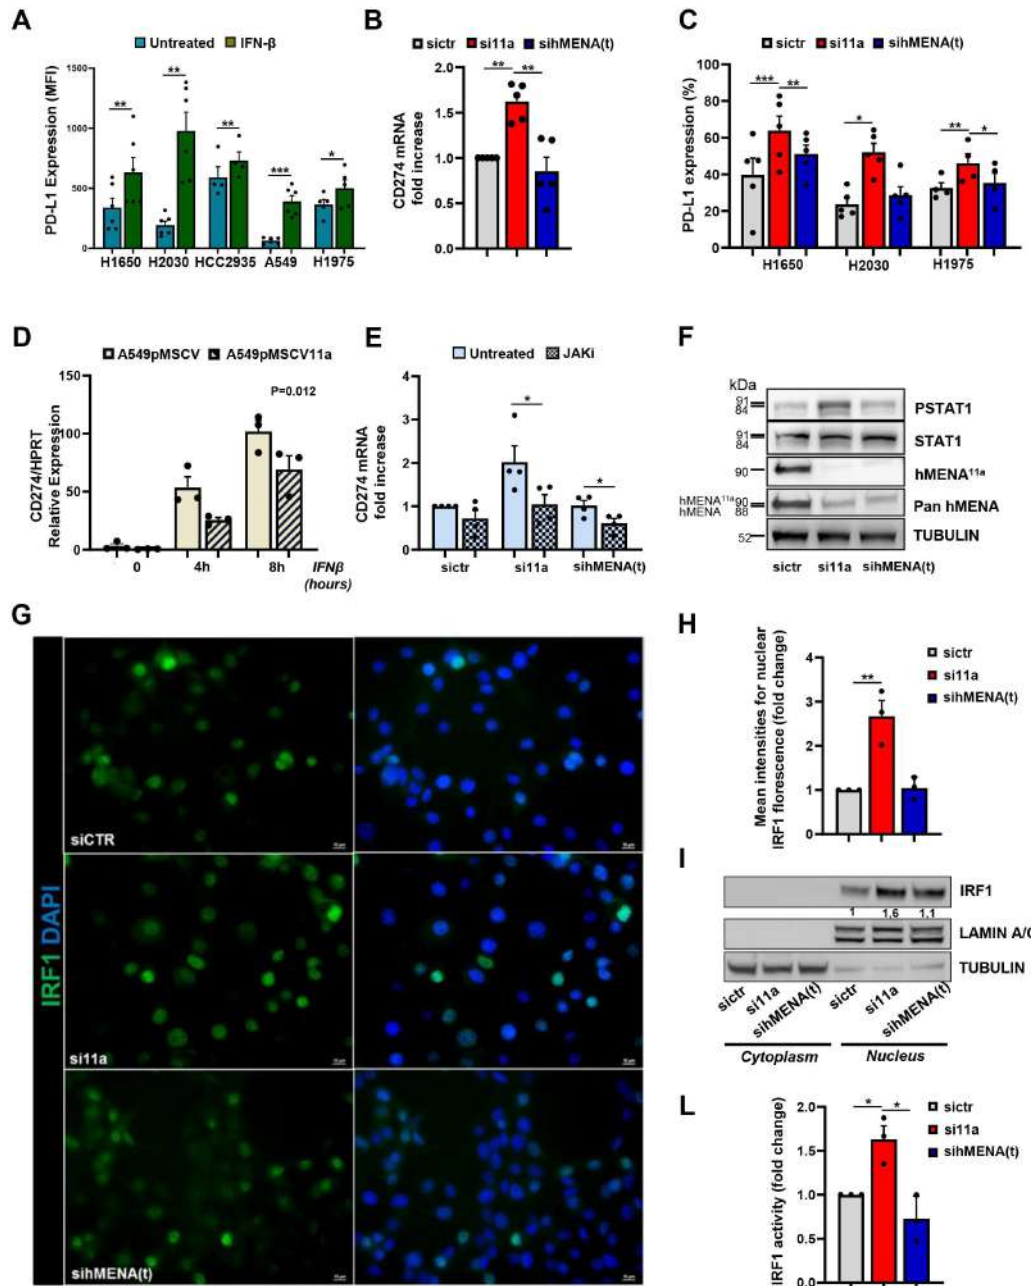 A
Untreated IFN-β
PD-L1 Expression (MFI)
1500
1000
500
0
** ** ** *** *
H1650 H2030 HCC2935 A549 H1975
B
sictr si11a sihMENA(t)
CD274 mRNA
fold increase
2.0
1.5
1.0
0.5
0.0
** **
C
sictr si11a sihMENA(t)
PD-L1 expression (%)
100
80
60
40
20
0
*** ** * ** *
H1650 H2030 H1975
D
A549pMSCV A549pMSCV11a
CD274/HPRT
Relative Expression
150
100
50
0
P=0.012
0 4h 8h IFNβ
(hours)
E
Untreated JAKi
CD274 mRNA
fold increase
4
3
2
1
0
* *
sictr si11a sihMENA(t)
F
kDa
91
84
PSTAT1
91
84
STAT1
90
hMENA¹¹ᵃ
hMENA¹¹ᵃ 90
hMENA 88
Pan hMENA
52
TUBULIN
sictr si11a sihMENA(t)
G
IRF1 DAPI
siCTR
si11a
sihMENA(t)
H
Mean intensities for nuclear
IRF1 florescence (fold change)
4
3
2
1
0
**
sictr
si11a
sihMENA(t)
I
IRF1
1 1,6 1,1
LAMIN A/C
TUBULIN
sictr si11a sihMENA(t) sictr si11a sihMENA(t)
Cytoplasm Nucleus
L
IRF1 activity (fold change)
2.0
1.5
1.0
0.5
0.0
* *
sictr
si11a
sihMENA(t)